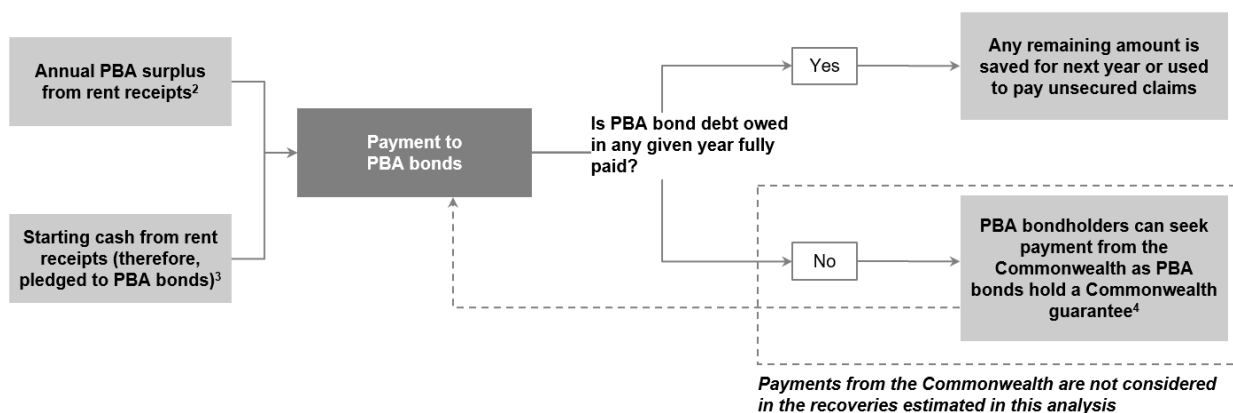 Annual PBA surplus
from rent receipts²
Starting cash from rent
receipts (therefore,
pledged to PBA bonds)³
Payment to
PBA bonds
Is PBA bond debt owed
in any given year fully
paid?
Yes
Any remaining amount is
saved for next year or used
to pay unsecured claims
No
PBA bondholders can seek
payment from the
Commonwealth as PBA
bonds hold a Commonwealth
guarantee⁴
Payments from the Commonwealth are not considered
in the recoveries estimated in this analysis